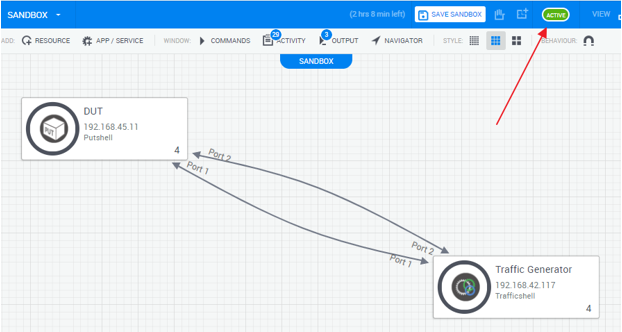 SANDBOX
(2 hrs 8 min left)
SAVE SANDBOX
ACTIVE
VIEW
ADD:
RESOURCE
APP / SERVICE
WINDOW:
COMMANDS
29
ACTIVITY
3
OUTPUT
NAVIGATOR
STYLE:
BEHAVIOUR:
SANDBOX
DUT
DUT
192.168.45.11
Putshell
4
Port 2
Port 1
Port 2
Port 1
Traffic Generator
192.168.42.117
Trafficshell
4